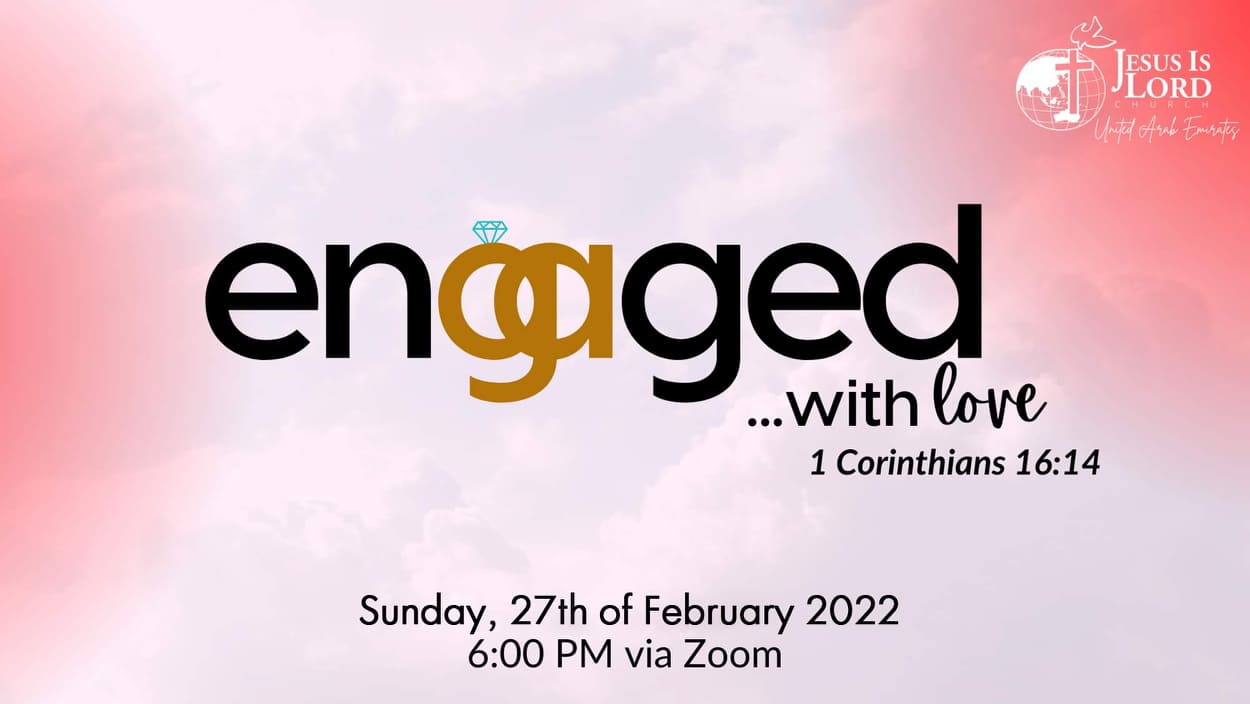 JESUS IS
LORD
CHURCH
United Arab Emirates
engaged
...with love
1 Corinthians 16:14
Sunday, 27th of February 2022
6:00 PM via Zoom